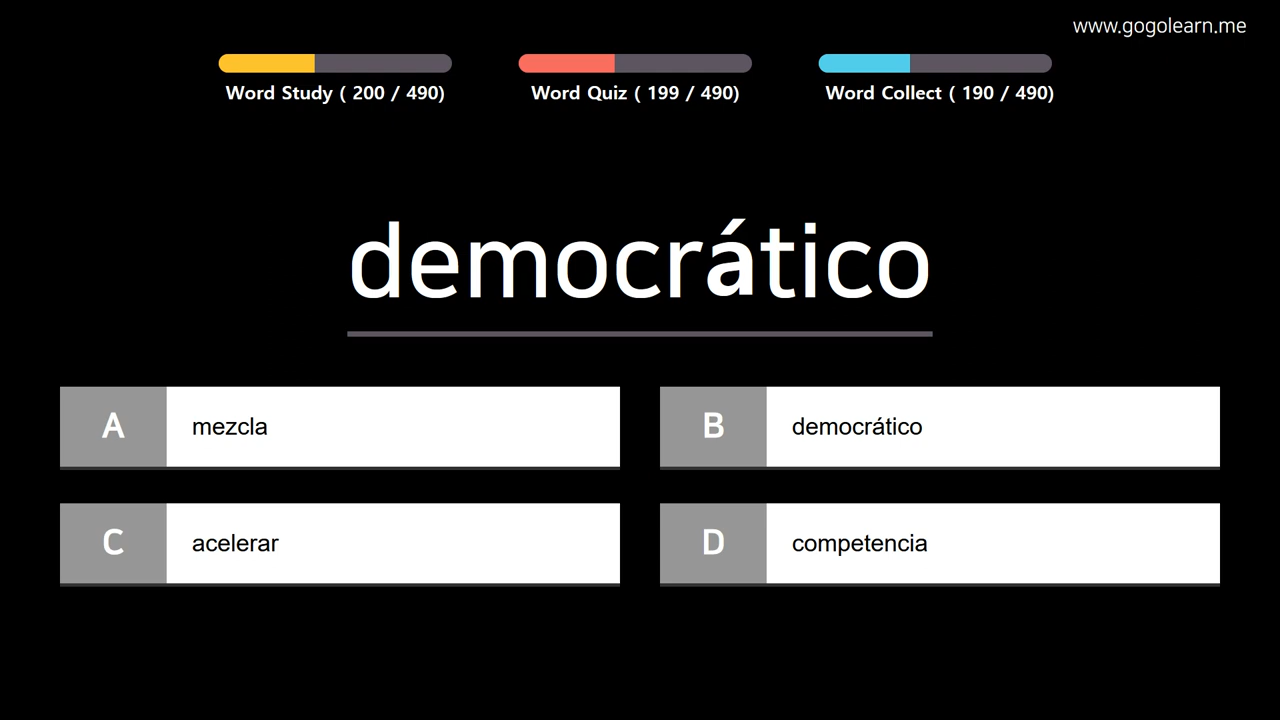 www.gogolearn.me
Word Study ( 200 / 490)
Word Quiz ( 199 / 490)
Word Collect ( 190 / 490)
democrático
A mezcla
B democrático
C acelerar
D competencia